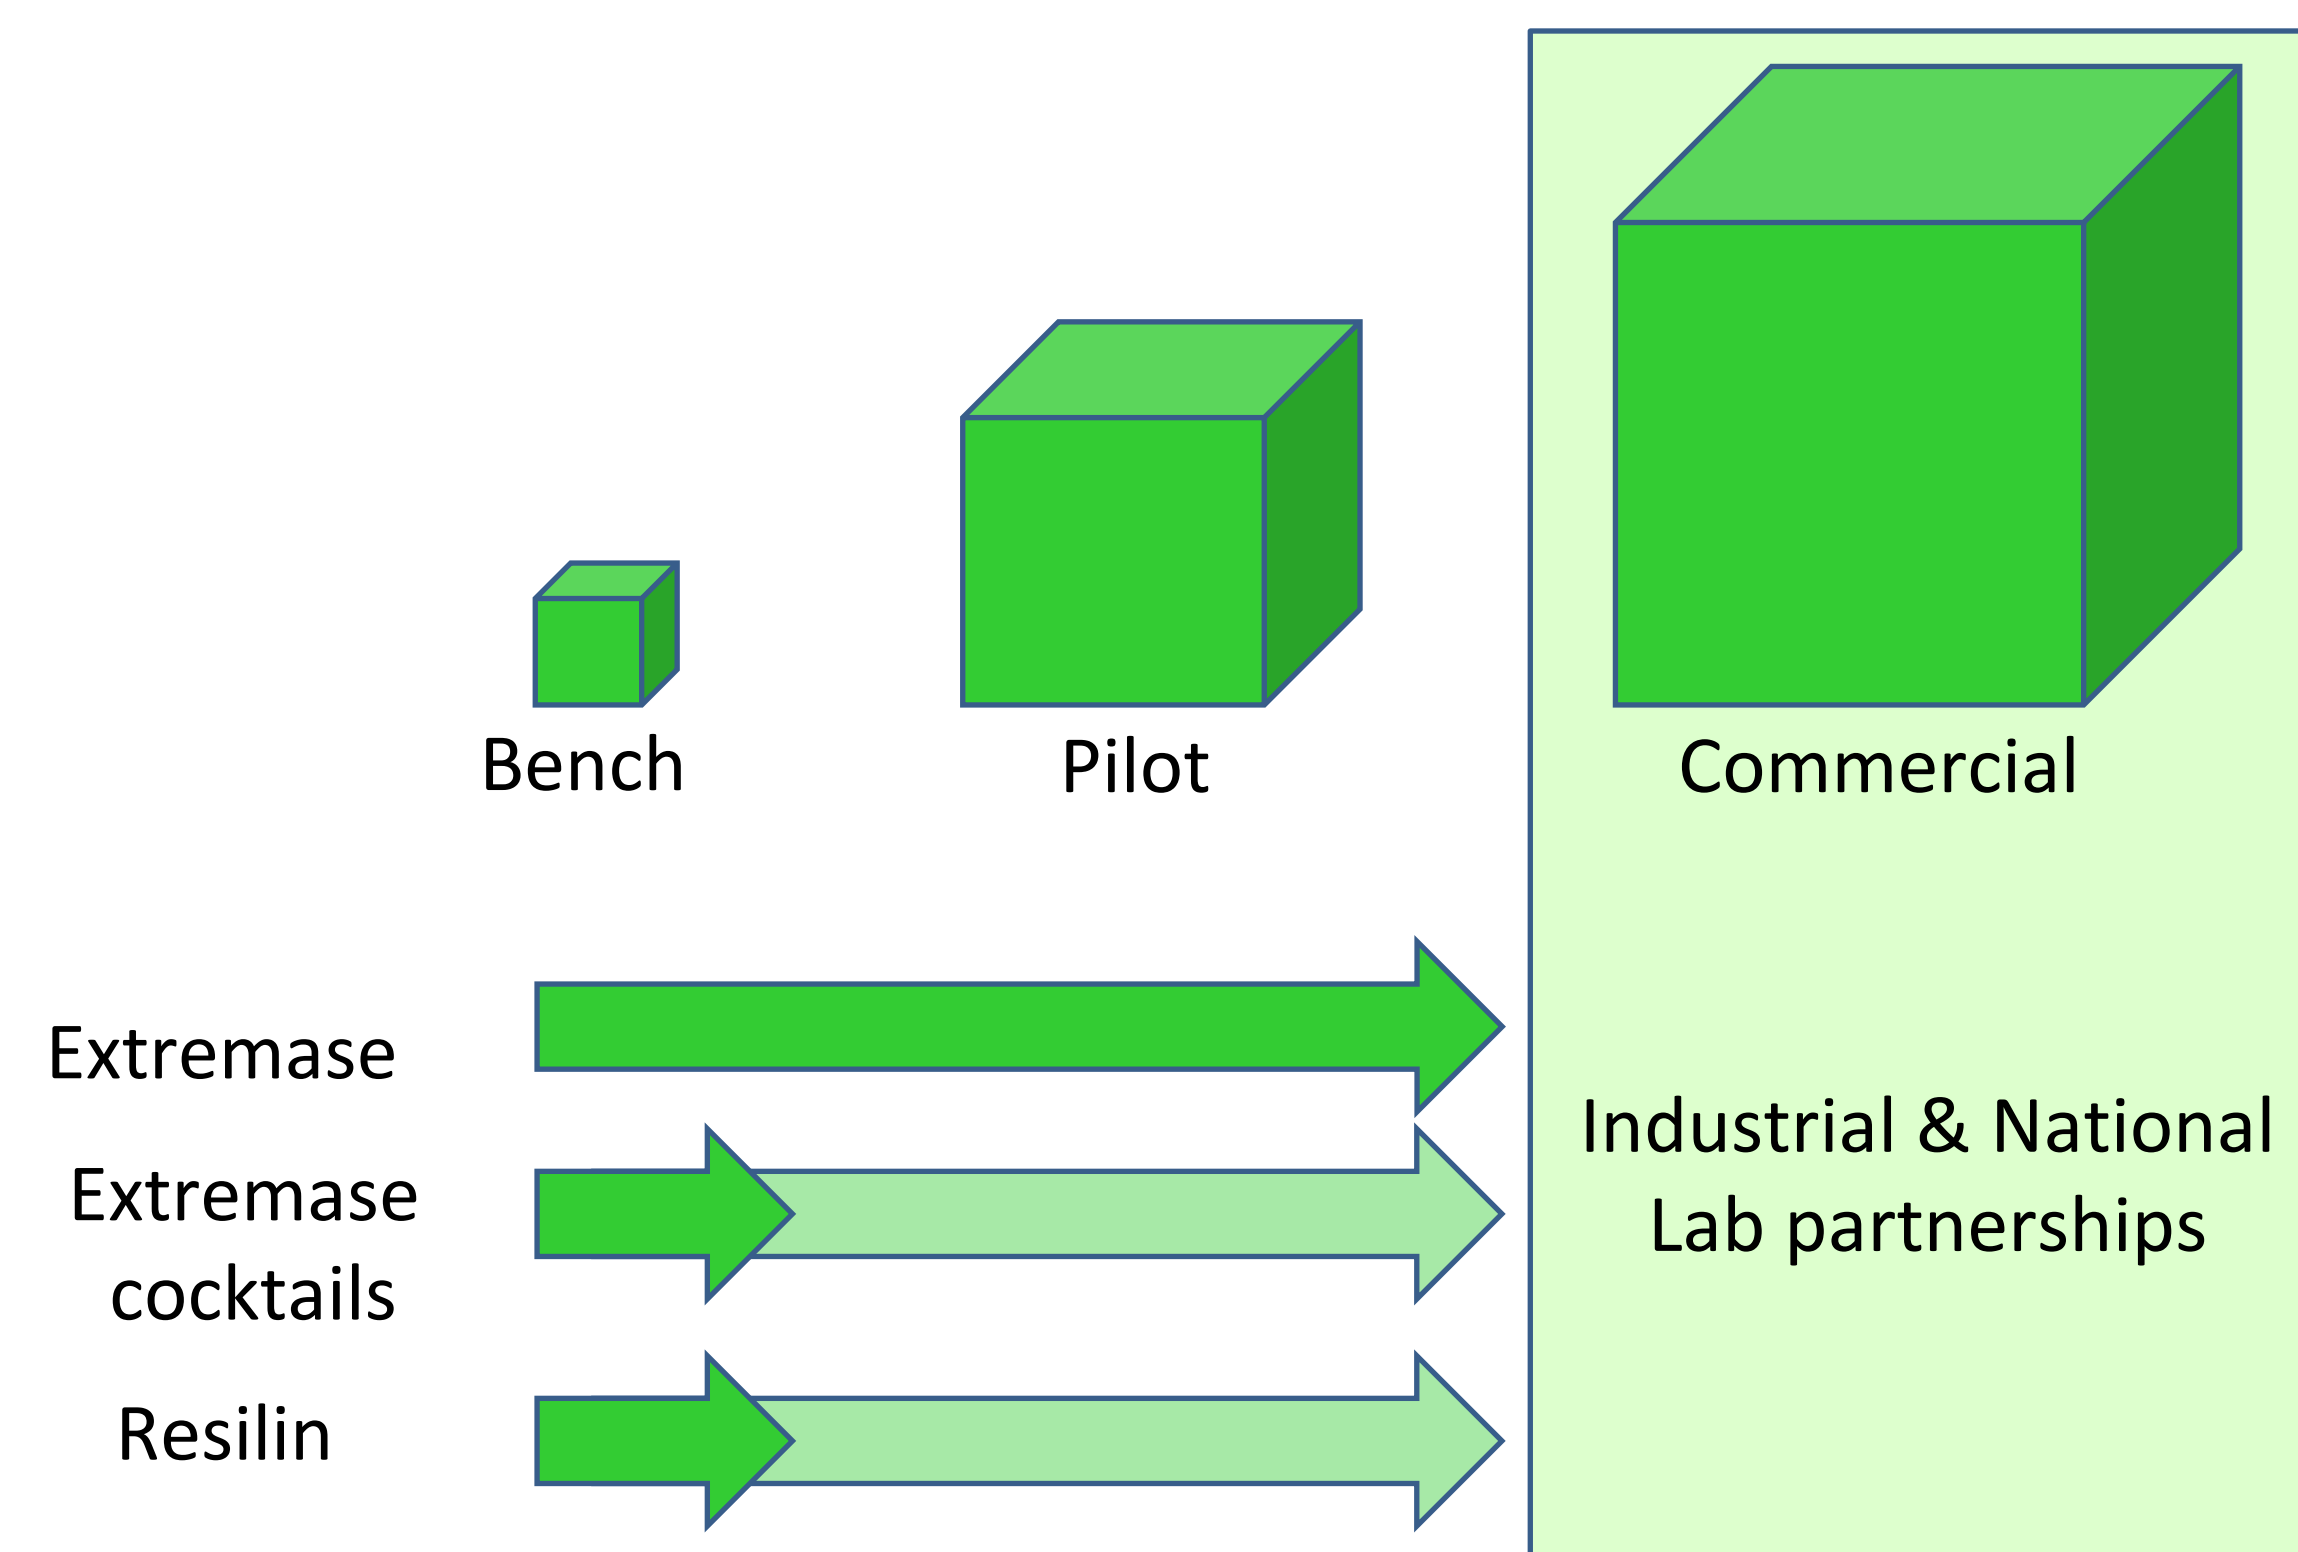 Bench
Pilot
Commercial
Extremase
Extremase
cocktails
Resilin
Industrial & National
Lab partnerships